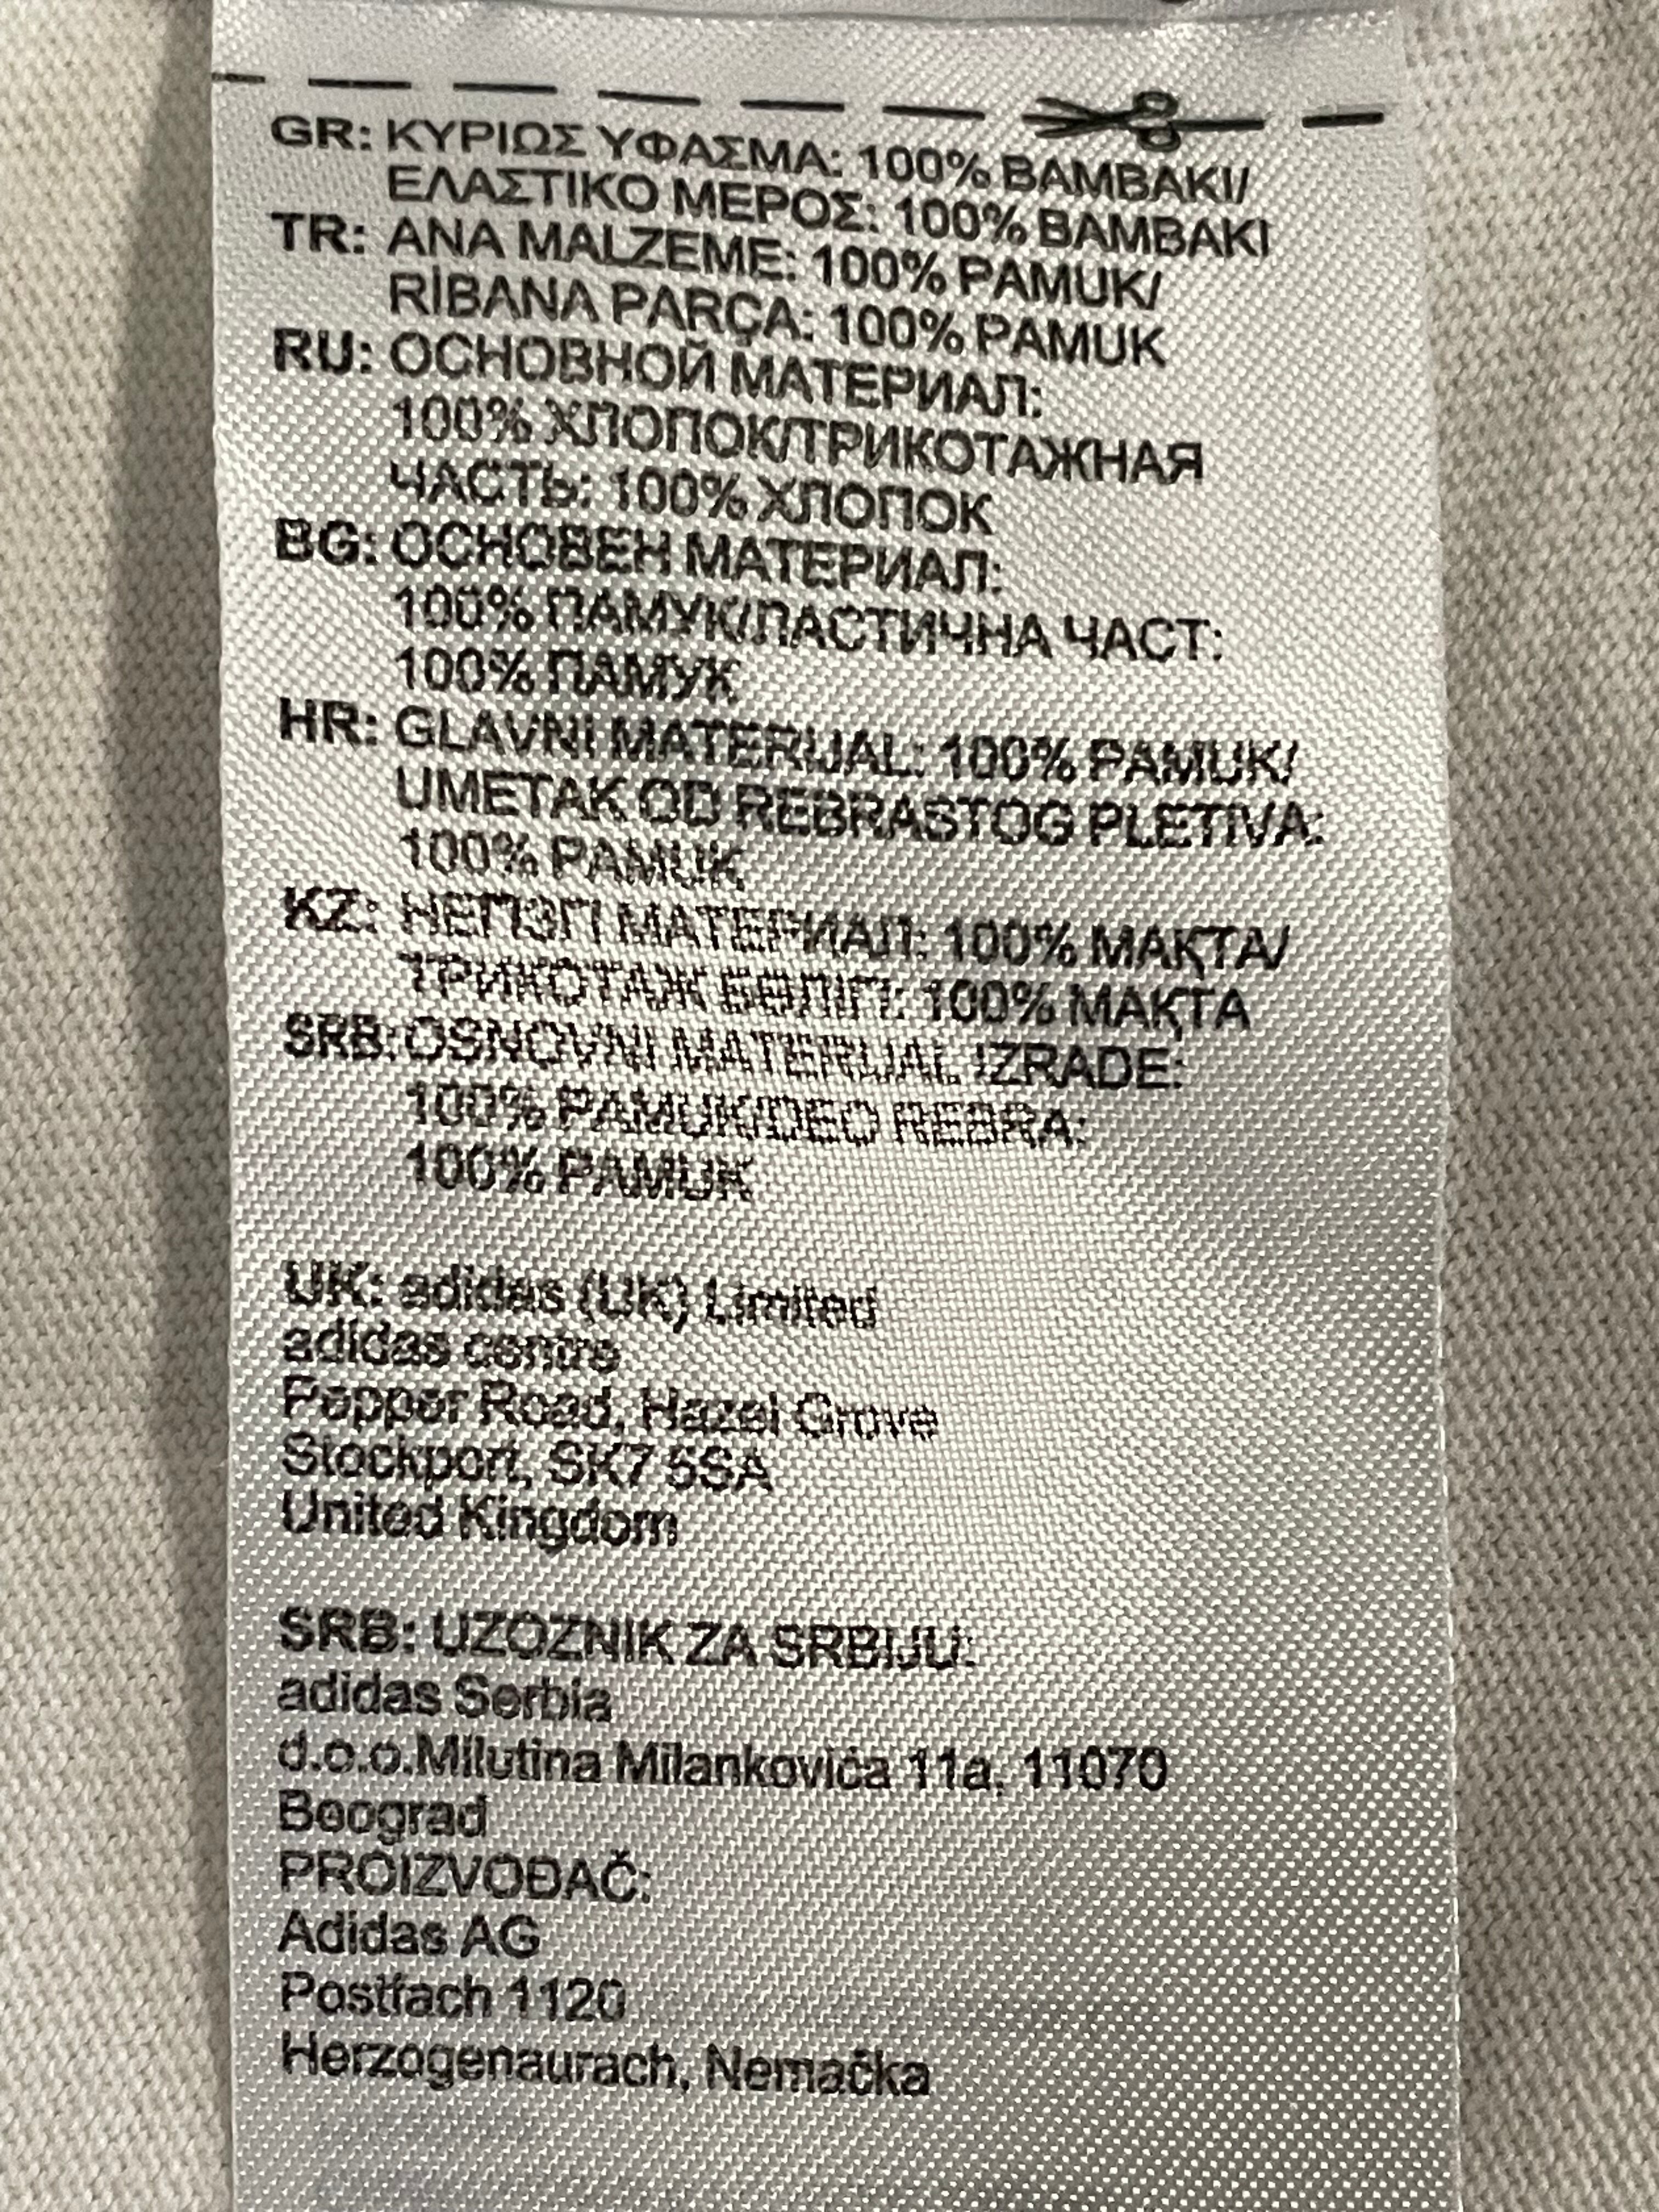 GR: ΚΥΡΙΩΣ ΥΦΑΣΜΑ: 100% ΒΑΜΒΑΚΙ/
ΕΛΑΣΤΙΚΟ ΜΕΡΟΣ: 100% ΒΑΜΒΑΚΙ
TR: ANA MALZEME: 100% PAMUK/
RİBANA PARÇA: 100% PAMUK
RU: ОСНОВНОЙ МАТЕРИАЛ:
100% ХЛОПОК/ТРИКОТАЖНАЯ
ЧАСТЬ: 100% ХЛОПОК
BG: ОСНОВЕН МАТЕРИАЛ:
100% ПАМУК/ЛАСТИЧНА ЧАСТ:
100% ПАМУК
HR: GLAVNI MATERIJAL: 100% PAMUK/
UMETAK OD REBRASTOG PLETIVA:
100% PAMUK
KZ: НЕГІЗГІ МАТЕРИАЛ: 100% МАҚТА/
ТРИКОТАЖ БӨЛІГІ: 100% МАҚТА
SRB: OSNOVNI MATERIJAL IZRADE:
100% PAMUK/DEO REBRA:
100% PAMUK
UK: adidas (UK) Limited
adidas centre
Pepper Road, Hazel Grove
Stockport, SK7 5SA
United Kingdom
SRB: UZOZNIK ZA SRBIJU:
adidas Serbia
d.o.o.Milutina Milankovića 11a, 11070
Beograd
PROIZVOĐAČ:
Adidas AG
Postfach 1120
Herzogenaurach, Nemačka